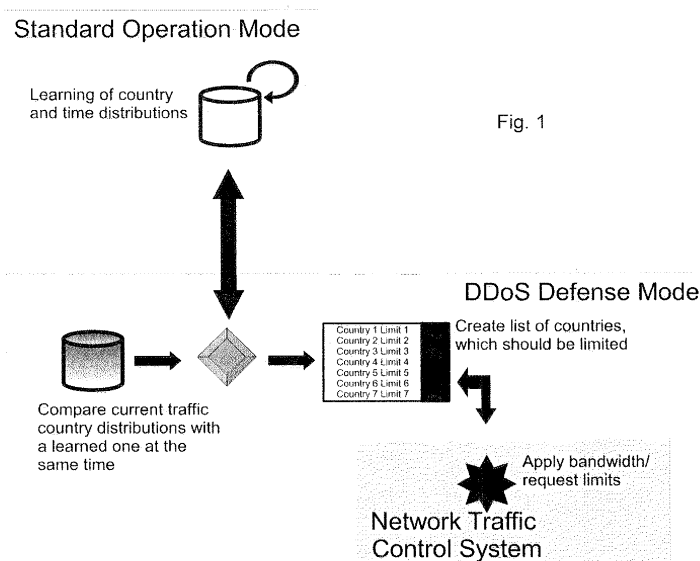 Standard Operation Mode
Learning of country
and time distributions
Fig. 1
DDoS Defense Mode
Country 1 Limit 1
Country 2 Limit 2
Country 3 Limit 3
Country 4 Limit 4
Country 5 Limit 5
Country 6 Limit 6
Country 7 Limit 7
Create list of countries,
which should be limited
Compare current traffic
country distributions with
a learned one at the
same time
Apply bandwidth/
request limits
Network Traffic
Control System